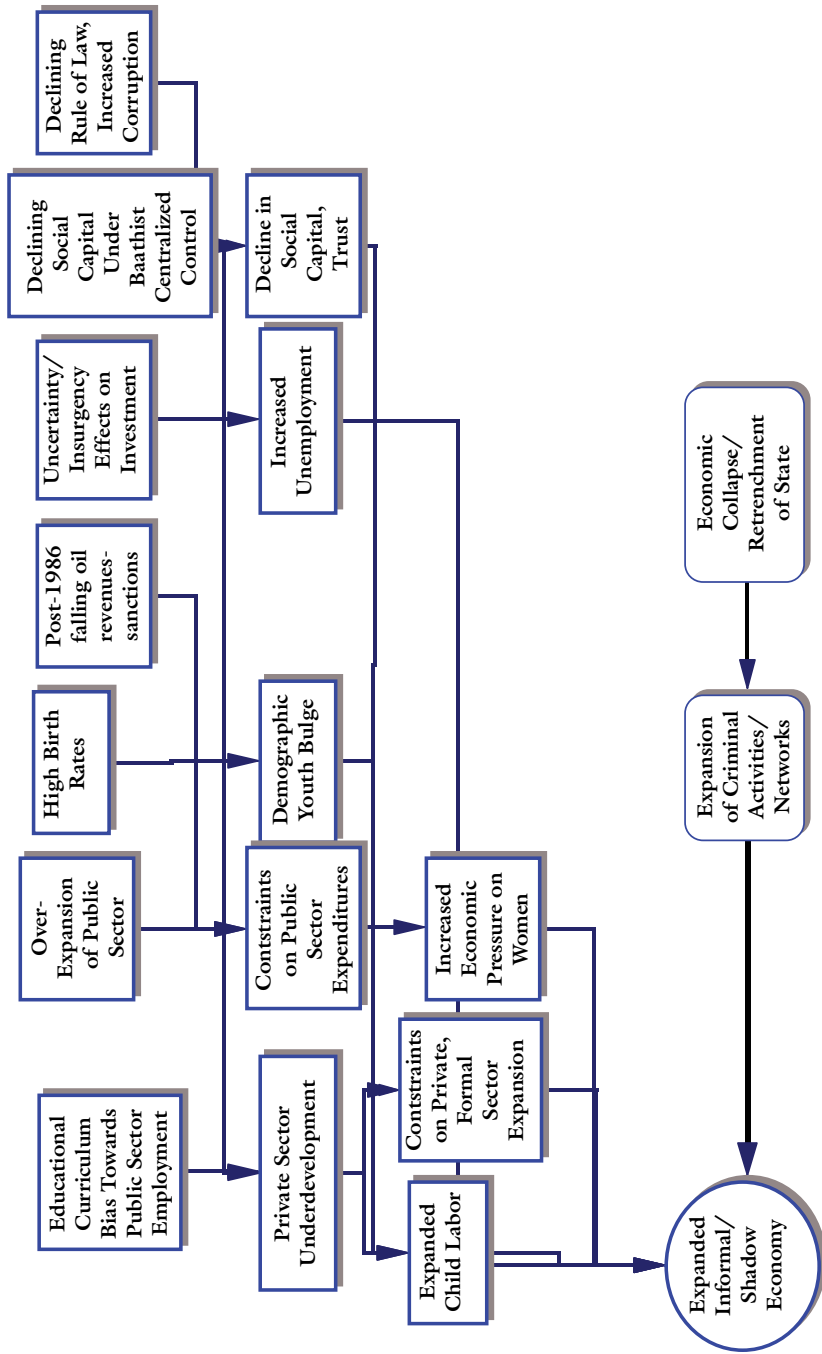 Educational
Curriculum
Bias Towards
Public Sector
Employment
Over-
Expansion
of Public
Sector
High Birth
Rates
Post-1986
falling oil
revenues-
sanctions
Uncertainty/
Insurgency
Effects on
Investment
Declining
Social
Capital
Under
Baathist
Centralized
Control
Declining
Rule of Law,
Increased
Corruption
Private Sector
Underdevelopment
Contstraints
on Public
Sector
Expenditures
Demographic
Youth Bulge
Increased
Unemployment
Decline in
Social
Capital,
Trust
Expanded
Child Labor
Contstraints
on Private,
Formal
Sector
Expansion
Increased
Economic
Pressure on
Women
Expanded
Informal/
Shadow
Economy
Expansion
of Criminal
Activities/
Networks
Economic
Collapse/
Retrenchment
of State